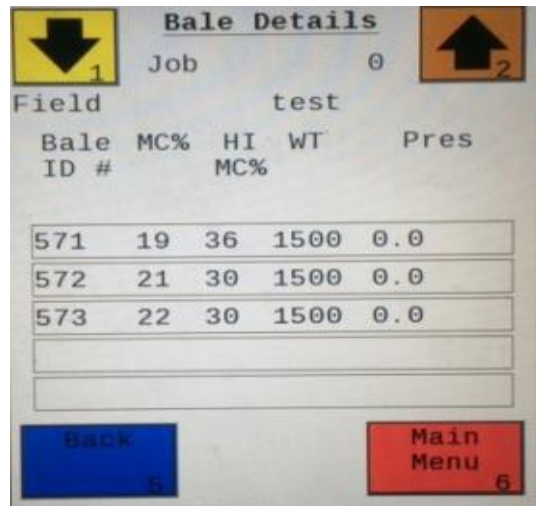 Bale Details
1
Job 0
2
Field test
Bale MC% HI WT Pres
ID # MC%
571 19 36 1500 0.0
572 21 30 1500 0.0
573 22 30 1500 0.0
Back
5
Main
Menu
6